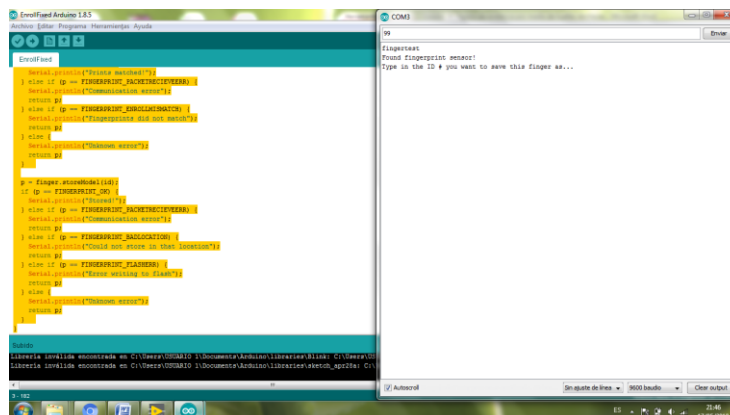 EnrollFixed Arduino 1.8.5
Archivo Editar Programa Herramientas Ayuda
EnrollFixed
Serial.println("Prints matched!");
} else if (p == FINGERPRINT_PACKETRECIEVEERR) {
Serial.println("Communication error");
return p;
} else if (p == FINGERPRINT_ENROLLMISMATCH) {
Serial.println("Fingerprints did not match");
return p;
} else {
Serial.println("Unknown error");
return p;
}
p = finger.storeModel(id);
if (p == FINGERPRINT_OK) {
Serial.println("Stored!");
} else if (p == FINGERPRINT_PACKETRECIEVEERR) {
Serial.println("Communication error");
return p;
} else if (p == FINGERPRINT_BADLOCATION) {
Serial.println("Could not store in that location");
return p;
} else if (p == FINGERPRINT_FLASHERR) {
Serial.println("Error writing to flash");
return p;
} else {
Serial.println("Unknown error");
return p;
}
}
Subido
Librería inválida encontrada en C:\Users\USUARIO 1\Documents\Arduino\libraries\Blink: C:\Users\US
Librería inválida encontrada en C:\Users\USUARIO 1\Documents\Arduino\libraries\sketch_apr26a: C:\
3 - 182
COM3
99
Enviar
fingertest
Found fingerprint sensor!
Type in the ID # you want to save this finger as...
Autoscroll
Sin ajuste de línea
9600 baudio
Clear output
ES
21:46